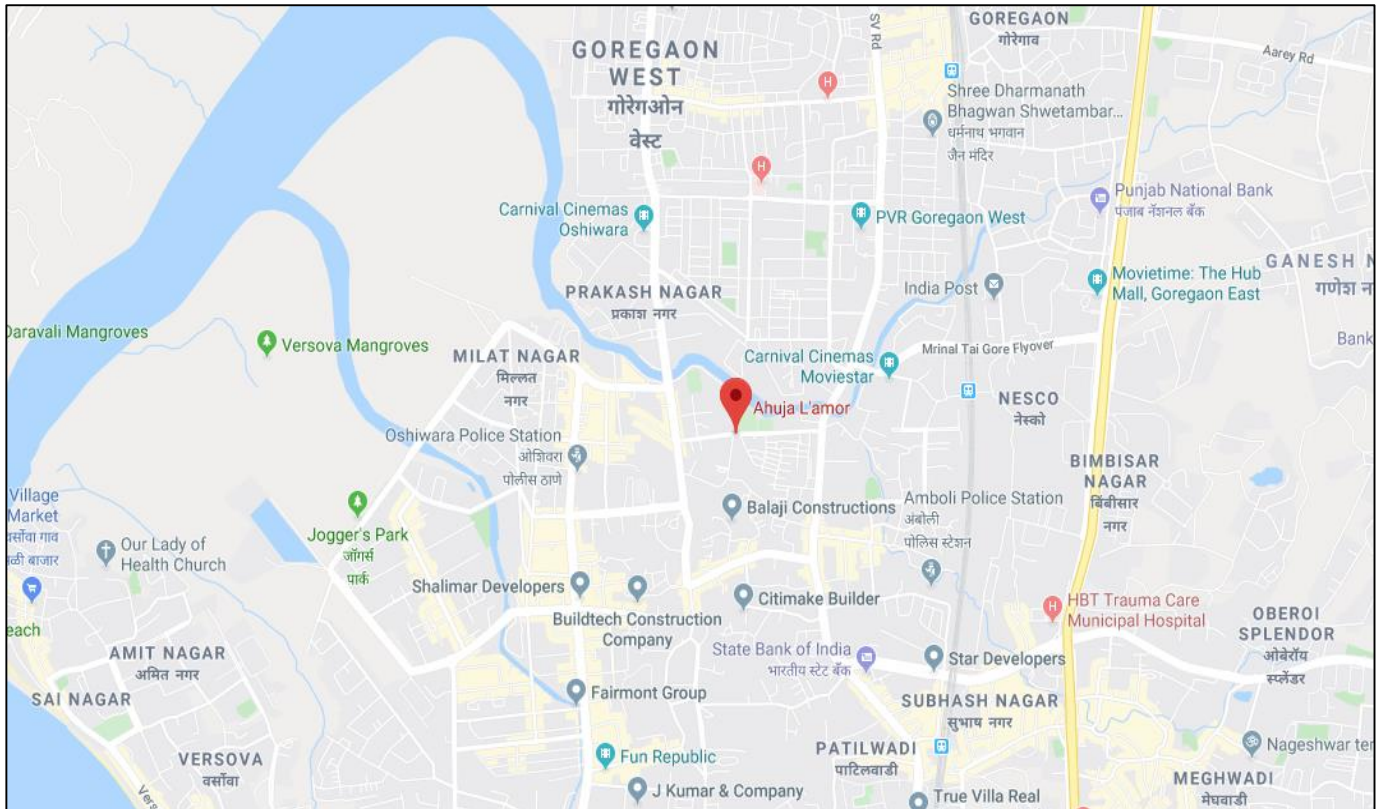 GOREGAON
गोरेगाव
Aarey Rd
SV Rd
GOREGAON
WEST
गोरेगओन
वेस्ट
Shree Dharmanath
Bhagwan Shwetambar...
धर्मनाथ भगवान
जैन मंदिर
Punjab National Bank
पंजाब नॅशनल बँक
Carnival Cinemas
Oshiwara
PVR Goregaon West
GANESH N
गणेश न
Movietime: The Hub
Mall, Goregaon East
India Post
PRAKASH NAGAR
प्रकाश नगर
Daravali Mangroves
Versova Mangroves
Bank
Mrinal Tai Gore Flyover
MILAT NAGAR
मिल्लत
नगर
Carnival Cinemas
Moviestar
NESCO
नेस्को
Ahuja L'amor
Oshiwara Police Station
ओशिवरा
पोलीस ठाणे
BIMBISAR
NAGAR
बिंबीसार
नगर
Village
Market
वर्सोवा गाव
ळी बाजार
Jogger's Park
जॉगर्स
पार्क
Balaji Constructions
Amboli Police Station
अंबोली
पोलिस स्टेशन
Our Lady of
Health Church
Shalimar Developers
Buildtech Construction
Company
Citimake Builder
HBT Trauma Care
Municipal Hospital
OBEROI
SPLENDOR
ओबेरॉय
स्प्लेंडर
each
AMIT NAGAR
अमित नगर
State Bank of India
भारतीय स्टेट बँक
Star Developers
SAI NAGAR
Fairmont Group
SUBHASH NAGAR
सुभाष नगर
VERSOVA
वर्सोवा
Fun Republic
PATILWADI
पाटिलवाडी
Nageshwar ter
J Kumar & Company
True Villa Real
MEGHWADI
मेघवाडी
Vers
H
H
H